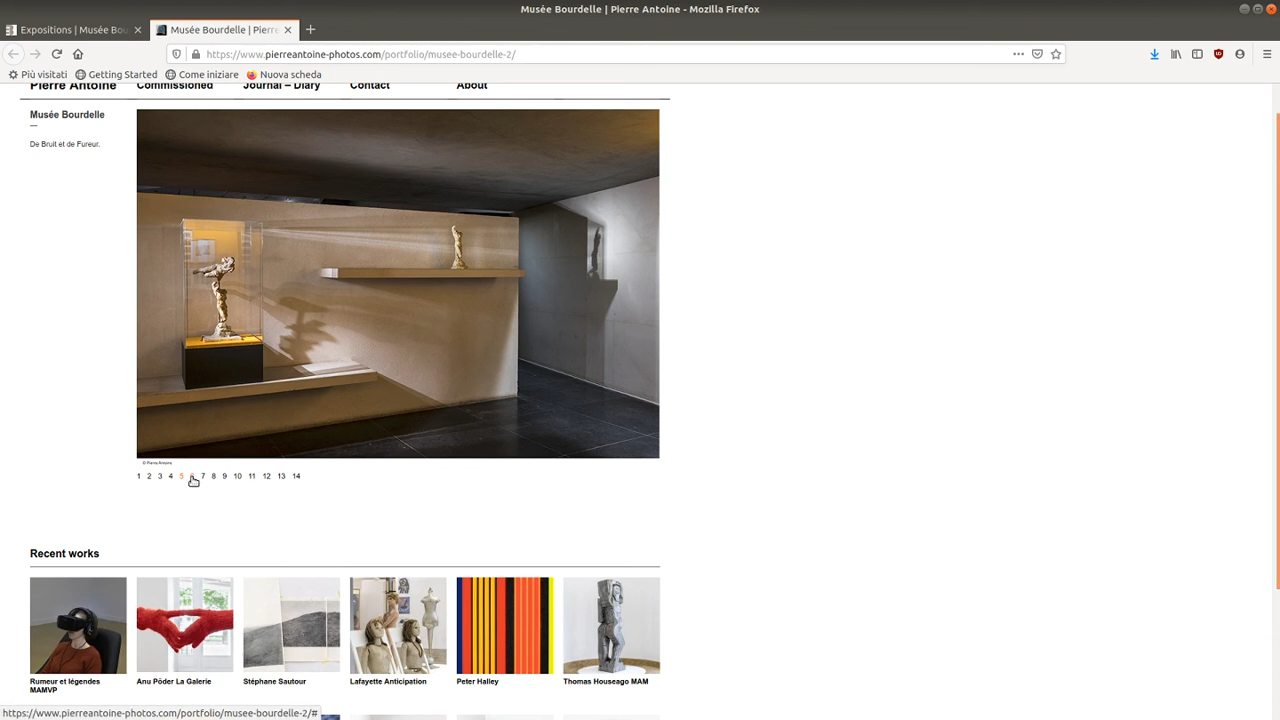 Musée Bourdelle | Pierre Antoine - Mozilla Firefox
Expositions | Musée Bou
Musée Bourdelle | Pierre
https://www.pierreantoine-photos.com/portfolio/musee-bourdelle-2/
Più visitati Getting Started Come iniziare Nuova scheda
Pierre Antoine Commissioned Journal – Diary Contact About
Musée Bourdelle
—
De Bruit et de Fureur.
© Pierre Antoine
1 2 3 4 5 6 7 8 9 10 11 12 13 14
Recent works
Rumeur et légendes MAMVP
Anu Põder La Galerie
Stéphane Sautour
Lafayette Anticipation
Peter Halley
Thomas Houseago MAM
https://www.pierreantoine-photos.com/portfolio/musee-bourdelle-2/#